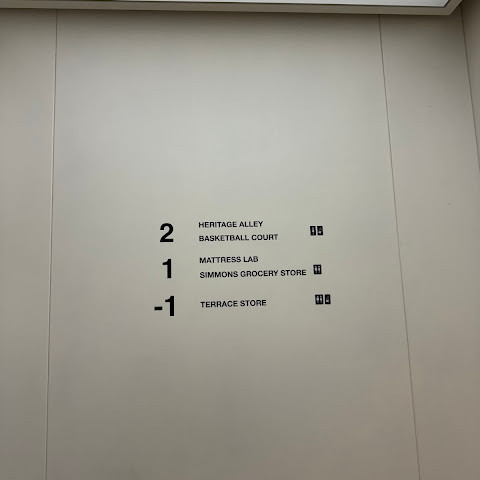 2 HERITAGE ALLEY
BASKETBALL COURT
1 MATTRESS LAB
SIMMONS GROCERY STORE
-1 TERRACE STORE